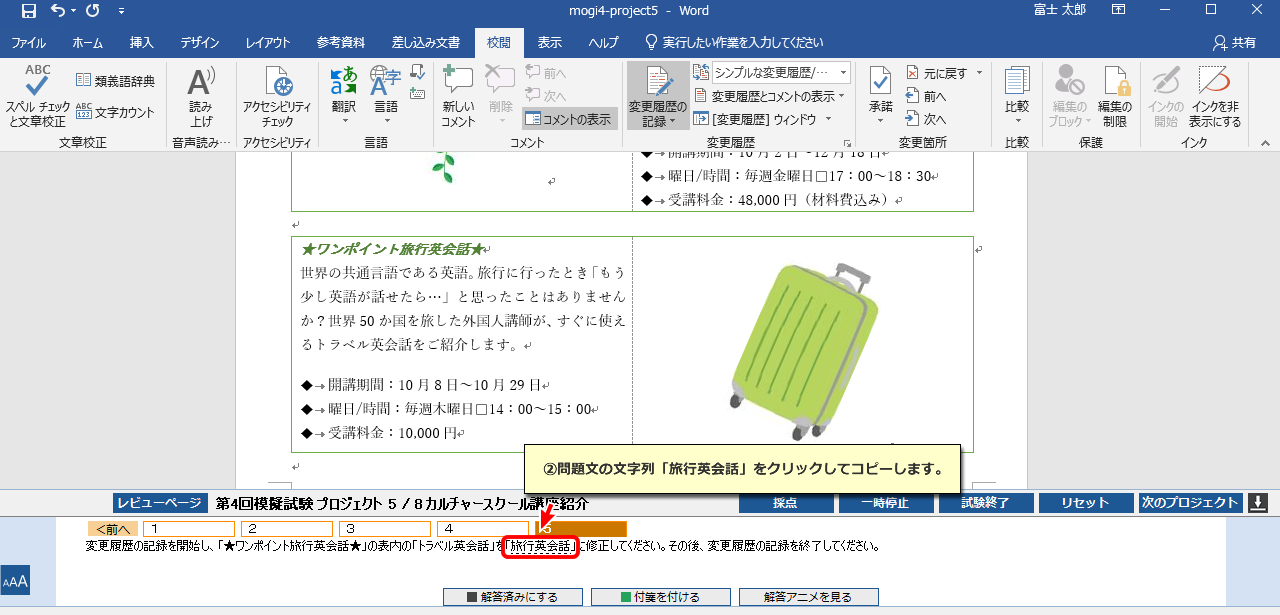 mogi4-project5 - Word
富士 太郎
ファイル ホーム 挿入 デザイン レイアウト 参考資料 差し込み文書 校閲 表示 ヘルプ 実行したい作業を入力してください 共有
ABC
スペル チェックと文章校正
類義語辞典
文字カウント
文章校正
読み上げ
音声読み…
アクセシビリティ チェック
アクセシビリティ
翻訳
言語
言語
新しいコメント
削除
前へ
次へ
コメントの表示
コメント
変更履歴の記録
シンプルな変更履歴/…
変更履歴とコメントの表示
[変更履歴] ウィンドウ
変更履歴
承諾
元に戻す
前へ
次へ
変更箇所
比較
比較
編集のブロック
編集の制限
保護
インクの開始
インクを非表示にする
インク
◆→開講期間：10月2日～12月18日↵
◆→曜日/時間：毎週金曜日□17：00～18：30↵
◆→受講料金：48,000円（材料費込み）↵
★ワンポイント旅行英会話★↵
世界の共通言語である英語。旅行に行ったとき「もう
少し英語が話せたら…」と思ったことはありません
か？世界50か国を旅した外国人講師が、すぐに使え
るトラベル英会話をご紹介します。↵
◆→開講期間：10月8日～10月29日↵
◆→曜日/時間：毎週木曜日□14：00～15：00↵
◆→受講料金：10,000円↵
②問題文の文字列「旅行英会話」をクリックしてコピーします。
レビューページ 第4回模擬試験 プロジェクト 5 / 8 カルチャースクール講座紹介 採点 一時停止 試験終了 リセット 次のプロジェクト
＜前へ 1 2 3 4 5
変更履歴の記録を開始し、「★ワンポイント旅行英会話★」の表内の「トラベル英会話」を「旅行英会話」に修正してください。その後、変更履歴の記録を終了してください。
AAA
解答済みにする 付箋を付ける 解答アニメを見る